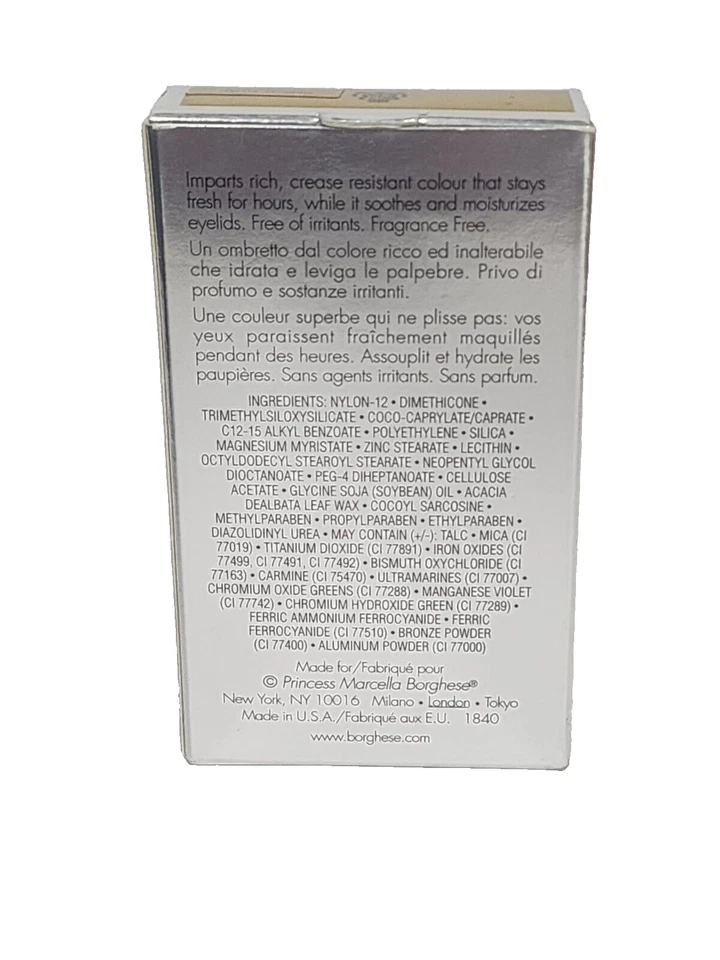 Imparts rich, crease resistant colour that stays
fresh for hours, while it soothes and moisturizes
eyelids. Free of irritants. Fragrance Free.
Un ombretto dal colore ricco ed inalterabile
che idrata e leviga le palpebre. Privo di
profumo e sostanze irritanti.
Une couleur superbe qui ne plisse pas: vos
yeux paraissent fraîchement maquillés
pendant des heures. Assouplit et hydrate les
paupières. Sans agents irritants. Sans parfum.
INGREDIENTS: NYLON-12 • DIMETHICONE •
TRIMETHYLSILOXYSILICATE • COCO-CAPRYLATE/CAPRATE •
C12-15 ALKYL BENZOATE • POLYETHYLENE • SILICA •
MAGNESIUM MYRISTATE • ZINC STEARATE • LECITHIN •
OCTYLDODECYL STEAROYL STEARATE • NEOPENTYL GLYCOL
DIOCTANOATE • PEG-4 DIHEPTANOATE • CELLULOSE
ACETATE • GLYCINE SOJA (SOYBEAN) OIL • ACACIA
DEALBATA LEAF WAX • COCOYL SARCOSINE •
METHYLPARABEN • PROPYLPARABEN • ETHYLPARABEN •
DIAZOLIDINYL UREA • MAY CONTAIN (+/-): TALC • MICA (CI
77019) • TITANIUM DIOXIDE (CI 77891) • IRON OXIDES (CI
77499, CI 77491, CI 77492) • BISMUTH OXYCHLORIDE (CI
77163) • CARMINE (CI 75470) • ULTRAMARINES (CI 77007) •
CHROMIUM OXIDE GREENS (CI 77288) • MANGANESE VIOLET
(CI 77742) • CHROMIUM HYDROXIDE GREEN (CI 77289) •
FERRIC AMMONIUM FERROCYANIDE • FERRIC
FERROCYANIDE (CI 77510) • BRONZE POWDER
(CI 77400) • ALUMINUM POWDER (CI 77000)
Made for/Fabriqué pour
© Princess Marcella Borghese®
New York, NY 10016 Milano • London • Tokyo
Made in U.S.A./Fabriqué aux E.U. 1840
www.borghese.com